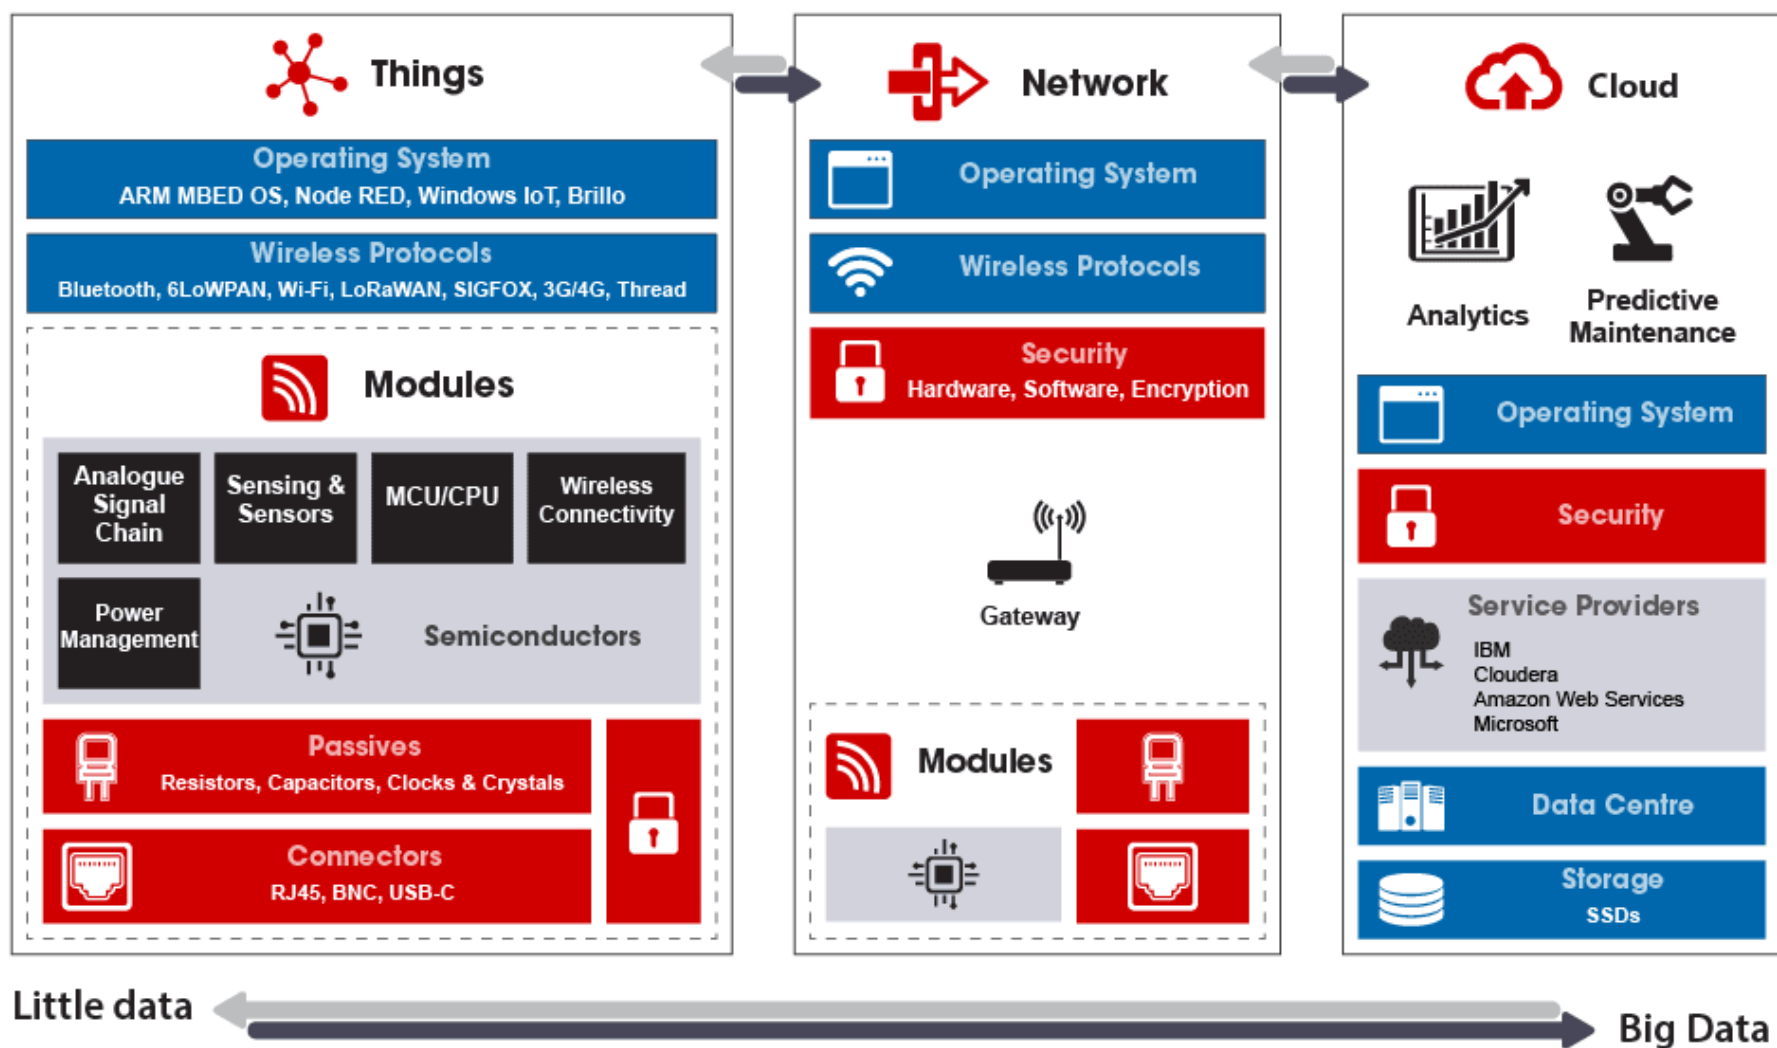 Things
Operating System
ARM MBED OS, Node RED, Windows IoT, Brillo
Wireless Protocols
Bluetooth, 6LoWPAN, Wi-Fi, LoRaWAN, SIGFOX, 3G/4G, Thread
Modules
Analogue
Signal
Chain
Sensing &
Sensors
MCU/CPU
Wireless
Connectivity
Power
Management
Semiconductors
Passives
Resistors, Capacitors, Clocks & Crystals
Connectors
RJ45, BNC, USB-C
Network
Operating System
Wireless Protocols
Security
Hardware, Software, Encryption
Gateway
Modules
Cloud
Analytics
Predictive
Maintenance
Operating System
Security
Service Providers
IBM
Cloudera
Amazon Web Services
Microsoft
Data Centre
Storage
SSDs
Little data
Big Data